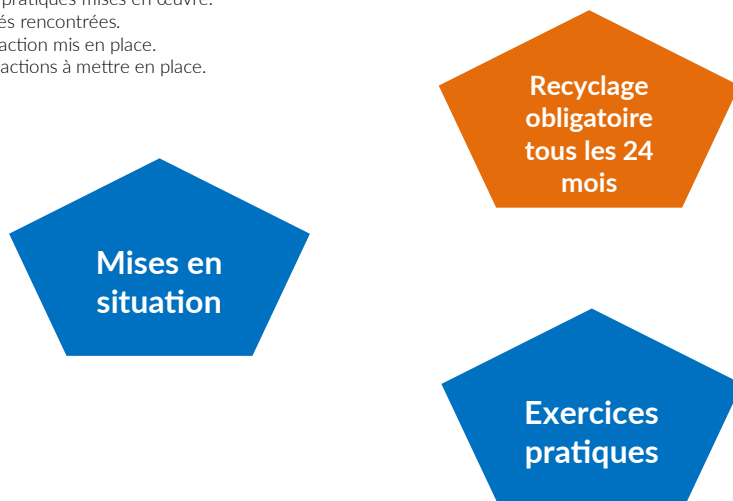 pratiques mises en œuvre.
és rencontrées.
action mis en place.
actions à mettre en place.
Recyclage
obligatoire
tous les 24
mois
Mises en
situation
Exercices
pratiques